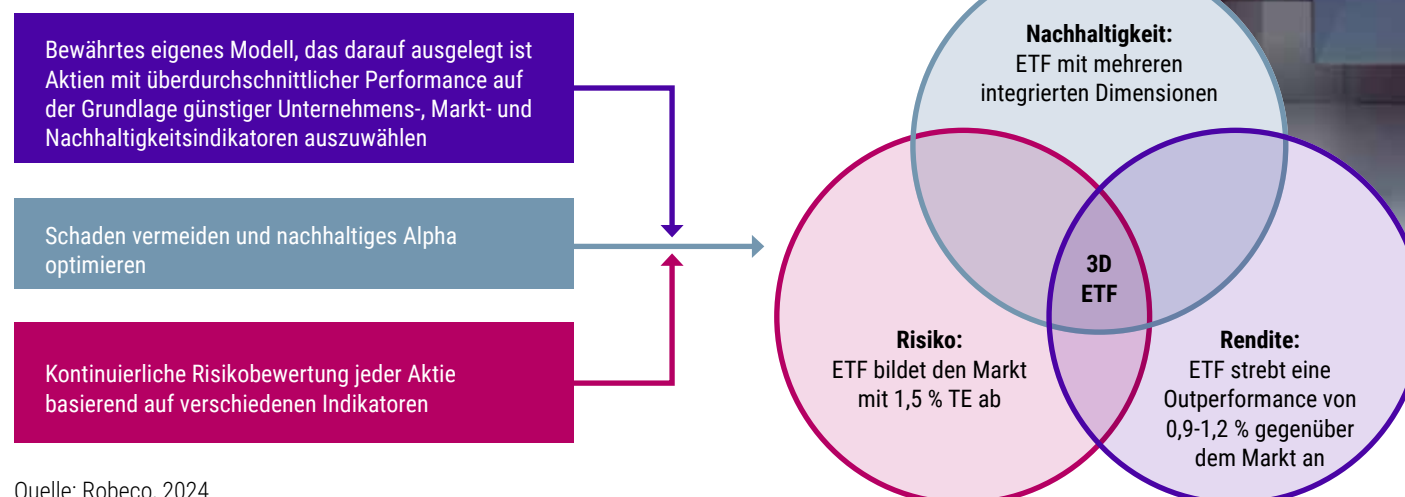 Bewährtes eigenes Modell, das darauf ausgelegt ist
Aktien mit überdurchschnittlicher Performance auf
der Grundlage günstiger Unternehmens-, Markt- und
Nachhaltigkeitsindikatoren auszuwählen
Schaden vermeiden und nachhaltiges Alpha
optimieren
Kontinuierliche Risikobewertung jeder Aktie
basierend auf verschiedenen Indikatoren
Nachhaltigkeit:
ETF mit mehreren
integrierten Dimensionen
3D
ETF
Risiko:
ETF bildet den Markt
mit 1,5 % TE ab
Rendite:
ETF strebt eine
Outperformance von
0,9-1,2 % gegenüber
dem Markt an
Quelle: Robeco, 2024